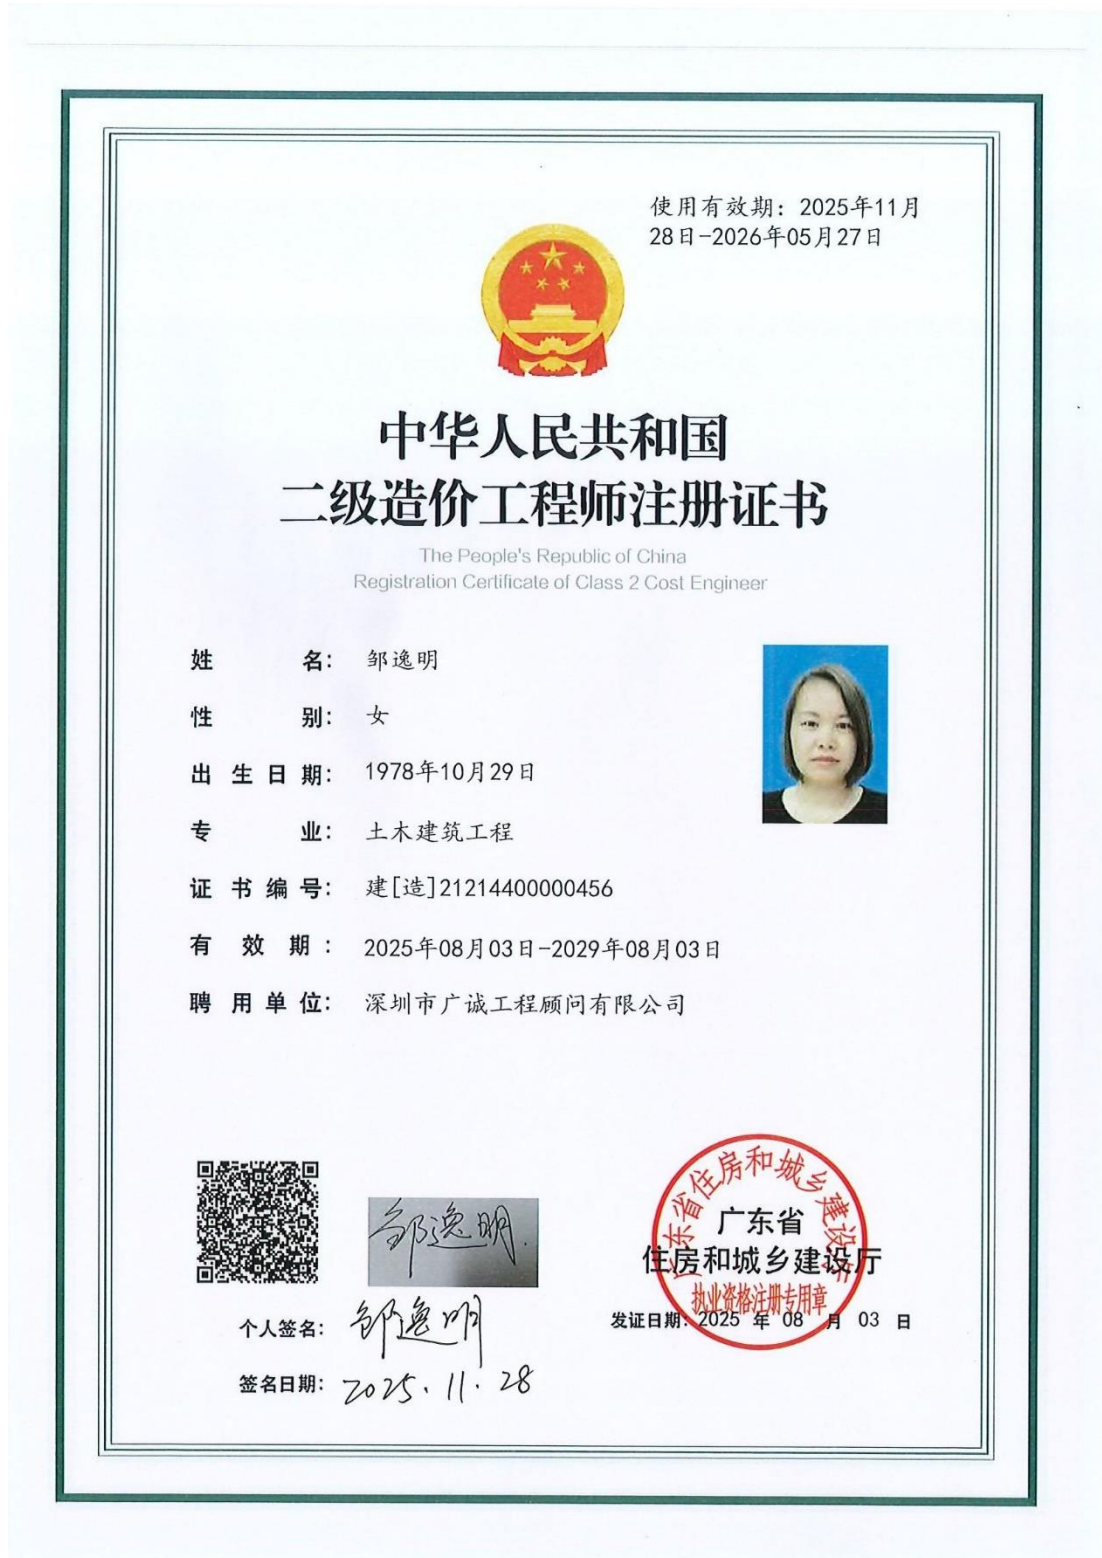 使用有效期：2025年11月
28日-2026年05月27日
中华人民共和国
二级造价工程师注册证书
The People's Republic of China
Registration Certificate of Class 2 Cost Engineer
姓名：邹逸明
性别：女
出生日期：1978年10月29日
专业：土木建筑工程
证书编号：建[造]21214400000456
有效期：2025年08月03日-2029年08月03日
聘用单位：深圳市广诚工程顾问有限公司
邹逸明.
个人签名：邹逸明
签名日期：2025.11.28
广东省住房和城乡建设厅
广东省
住房和城乡建设厅
执业资格注册专用章
发证日期：2025年08月03日